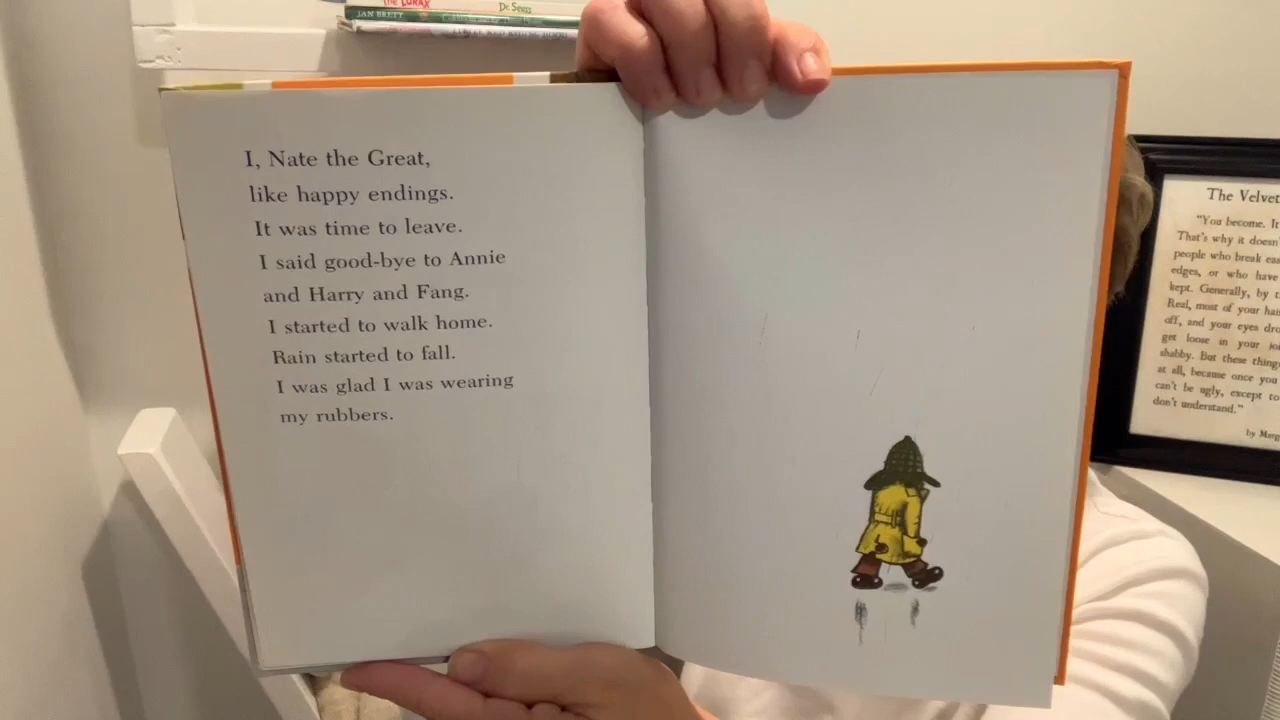 The LORAX
Dr. Seuss
JAN BRETT
I, Nate the Great,
like happy endings.
It was time to leave.
I said good-bye to Annie
and Harry and Fang.
I started to walk home.
Rain started to fall.
I was glad I was wearing
my rubbers.
The Velvet
"You become. It
That's why it doesn
people who break eas
edges, or who have
kept. Generally, by t
Real, most of your hai
off, and your eyes dro
get loose in your joi
shabby. But these thing
at all, because once you
can't be ugly, except to
don't understand."
by Marg